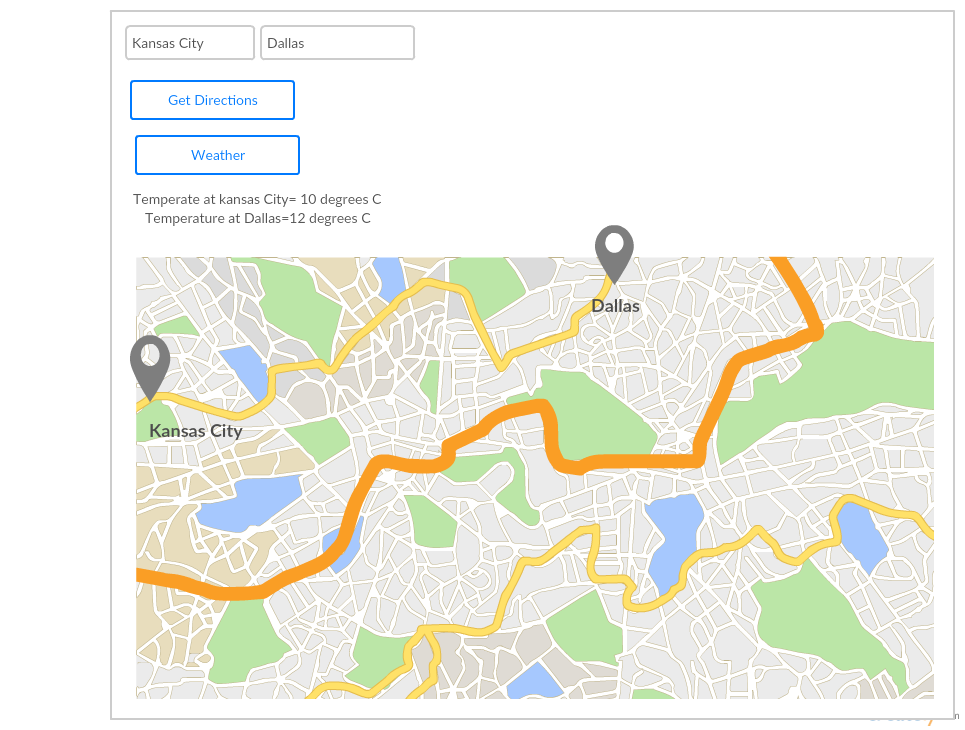 Kansas City
Dallas
Get Directions
Weather
Temperate at kansas City= 10 degrees C
Temperature at Dallas=12 degrees C
Dallas
Kansas City